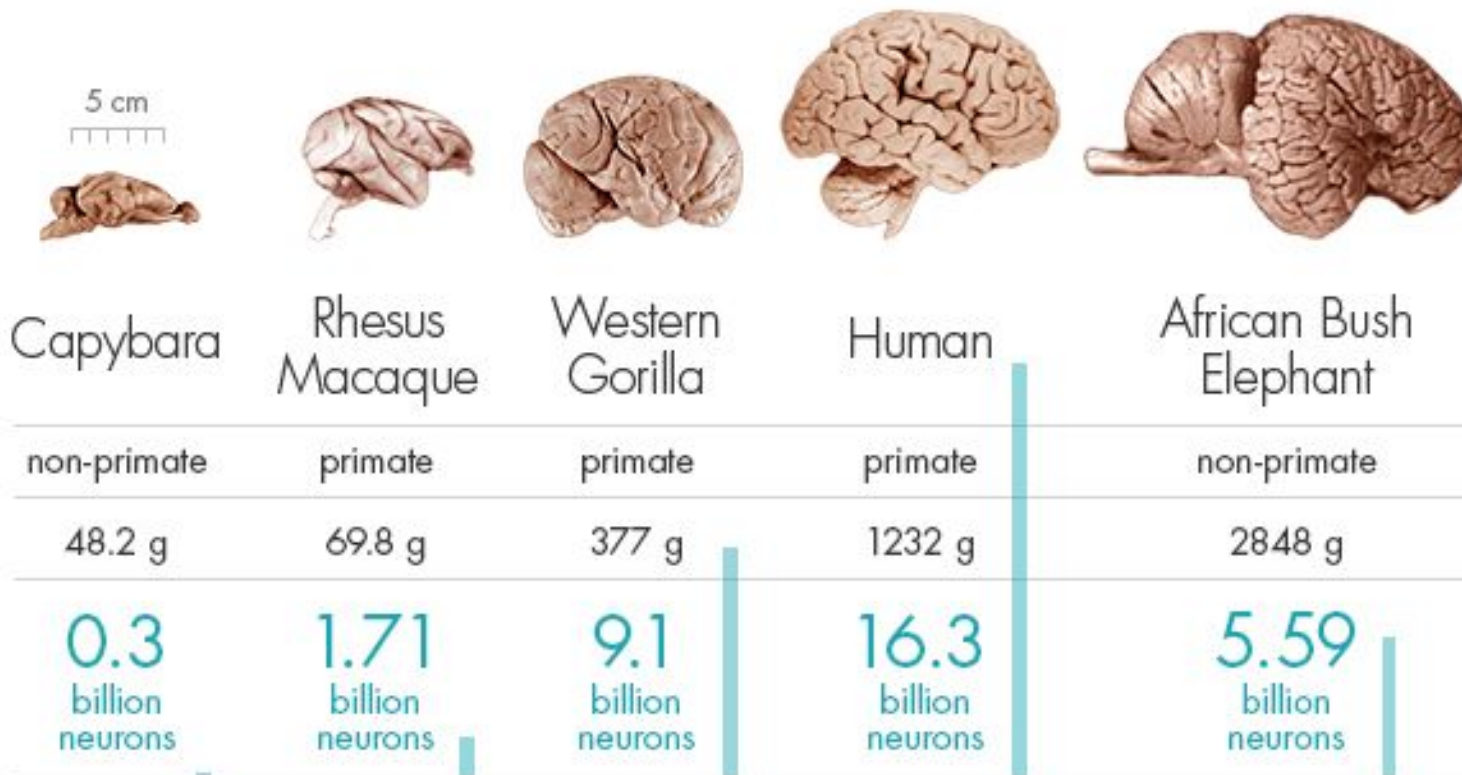 5 cm
Capybara
Rhesus
Macaque
Western
Gorilla
Human
African Bush
Elephant
non-primate
primate
primate
primate
non-primate
48.2 g
69.8 g
377 g
1232 g
2848 g
0.3
billion
neurons
1.71
billion
neurons
9.1
billion
neurons
16.3
billion
neurons
5.59
billion
neurons